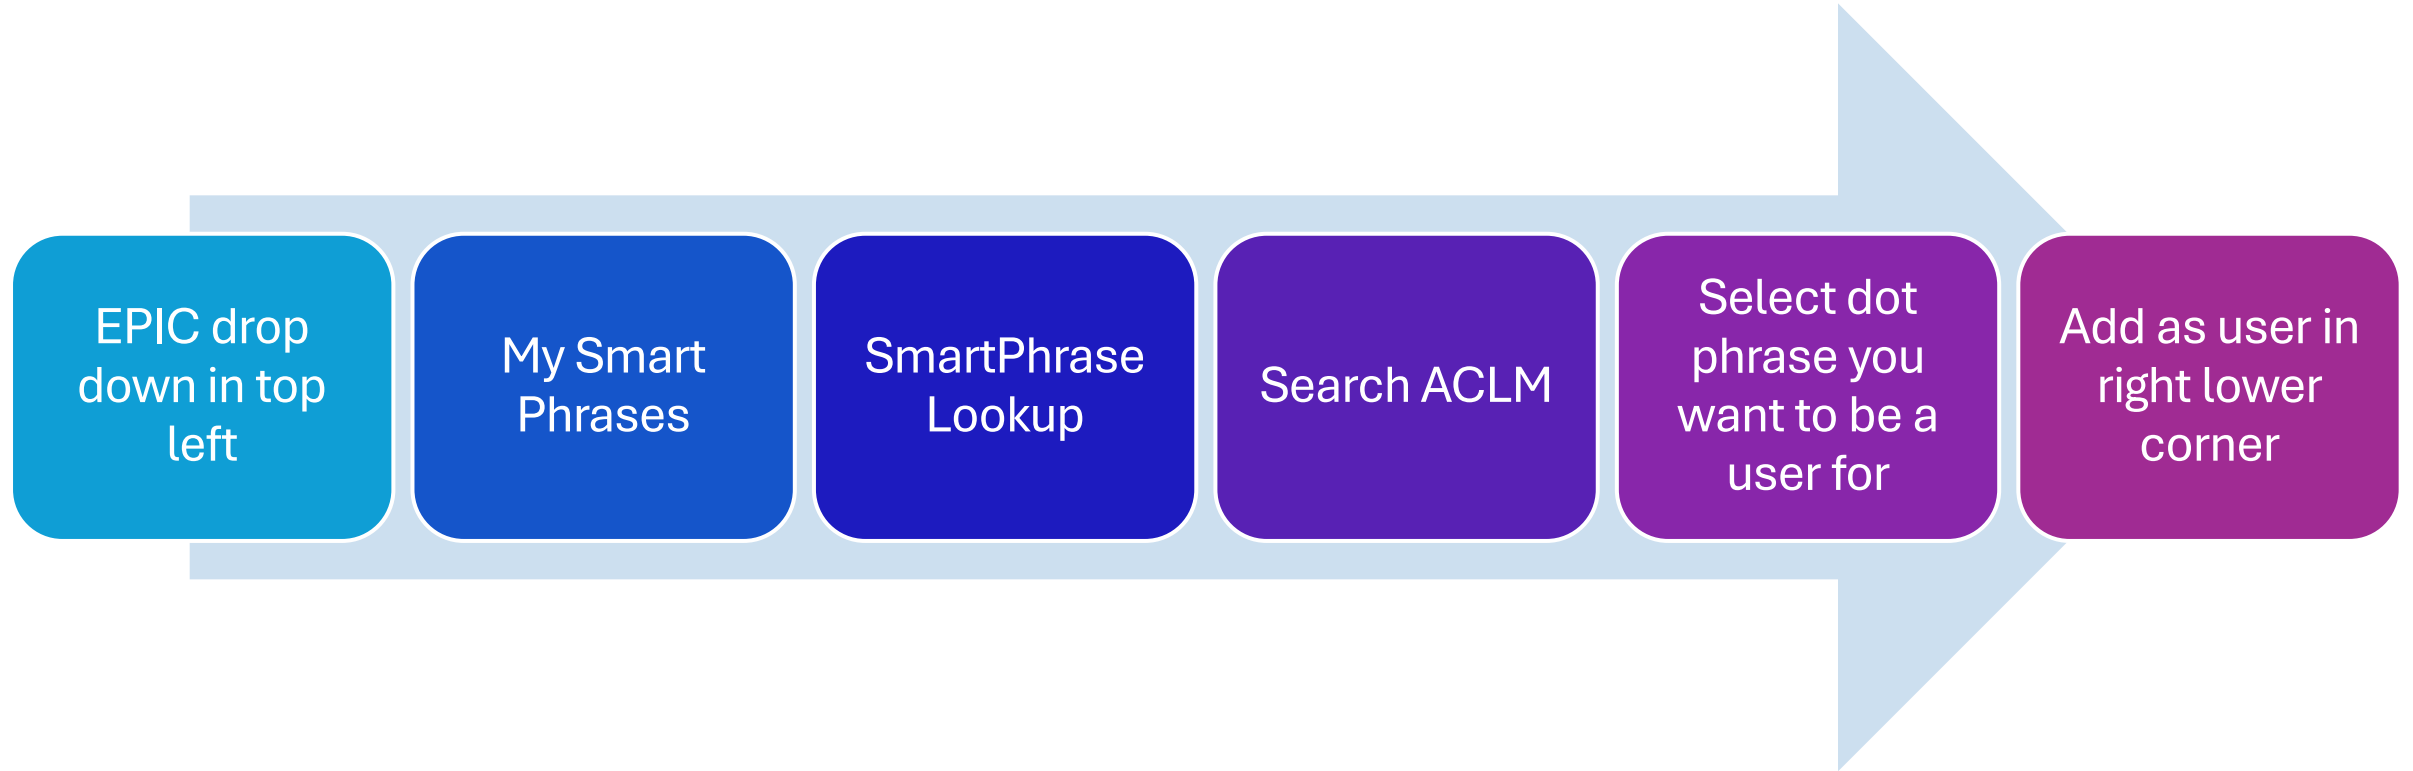 EPIC drop
down in top
left
My Smart
Phrases
SmartPhrase
Lookup
Search ACLM
Select dot
phrase you
want to be a
user for
Add as user in
right lower
corner